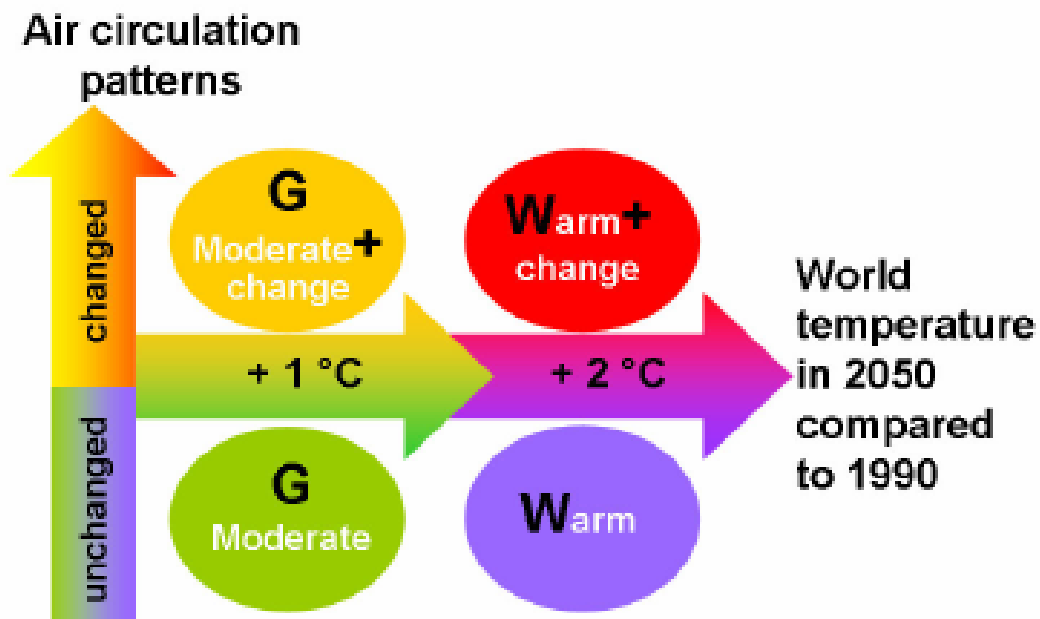 Air circulation
patterns
changed
unchanged
G
Moderate+
change
Warm+
change
+ 1 °C
+ 2 °C
G
Moderate
Warm
World
temperature
in 2050
compared
to 1990